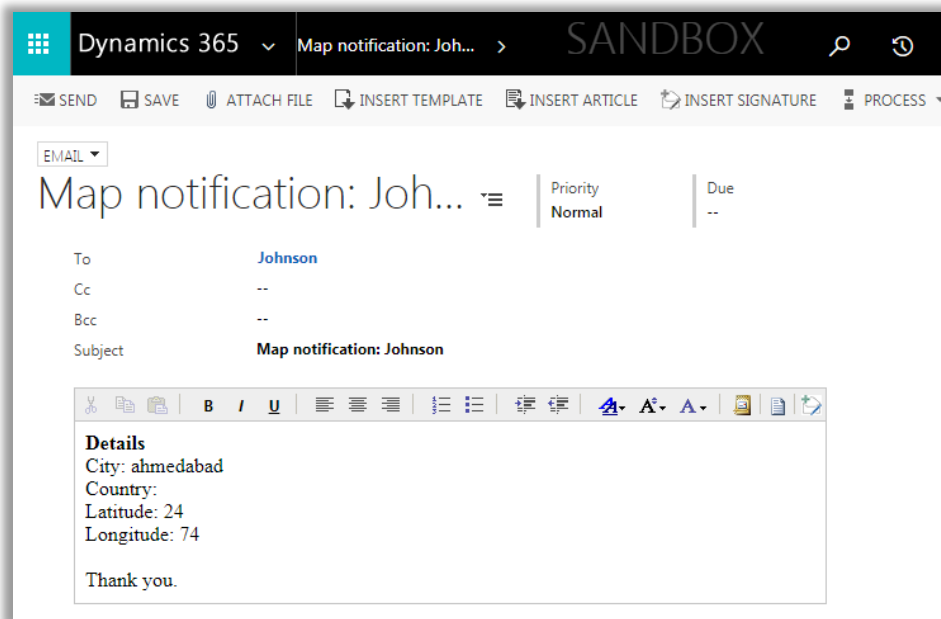 Dynamics 365 Map notification: Joh... > SANDBOX
SEND SAVE ATTACH FILE INSERT TEMPLATE INSERT ARTICLE INSERT SIGNATURE PROCESS
EMAIL
Map notification: Joh...
Priority Due
Normal --
To Johnson
Cc --
Bcc --
Subject Map notification: Johnson
B I U A A A
Details
City: ahmedabad
Country:
Latitude: 24
Longitude: 74
Thank you.